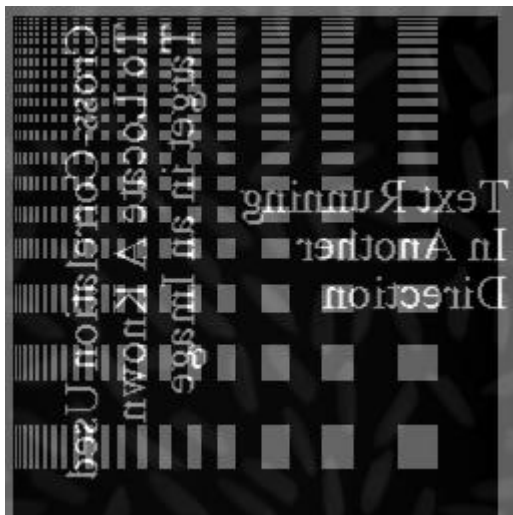 Cross-Correlation Used
To Locate A Known
Target in an Image
Text Running
In Another
Direction